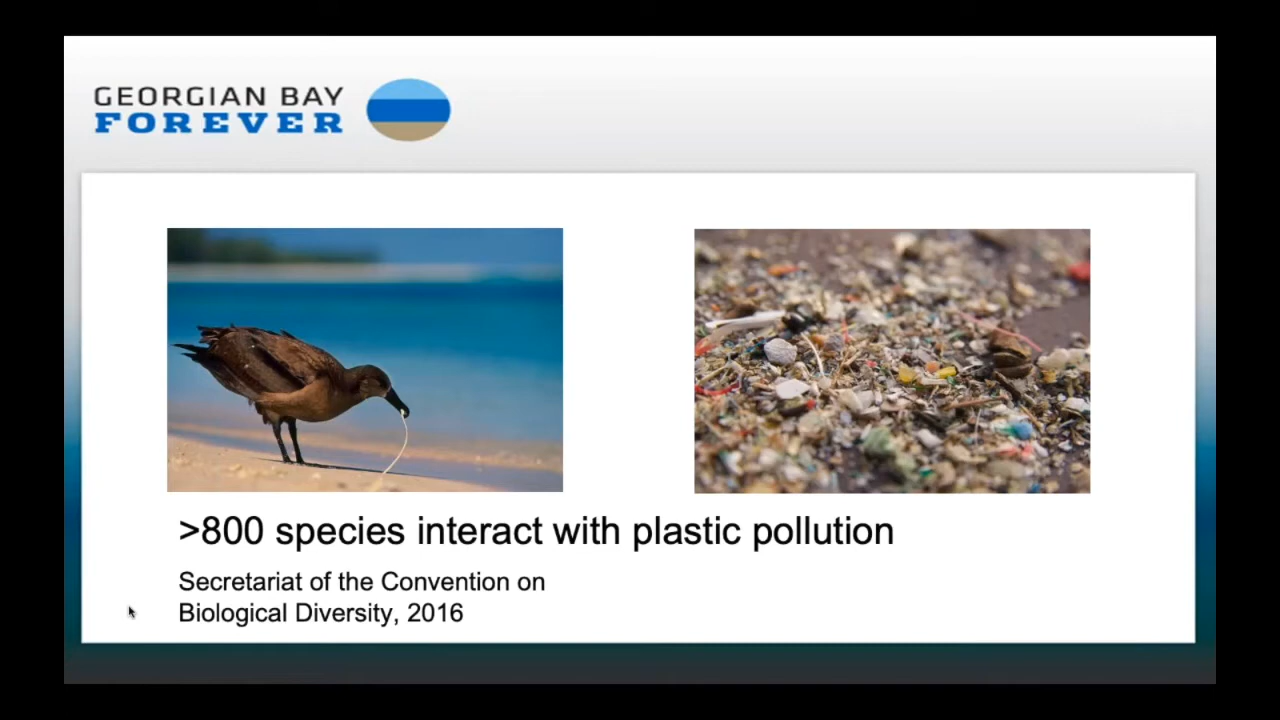 GEORGIAN BAY
FOREVER
>800 species interact with plastic pollution
Secretariat of the Convention on
Biological Diversity, 2016